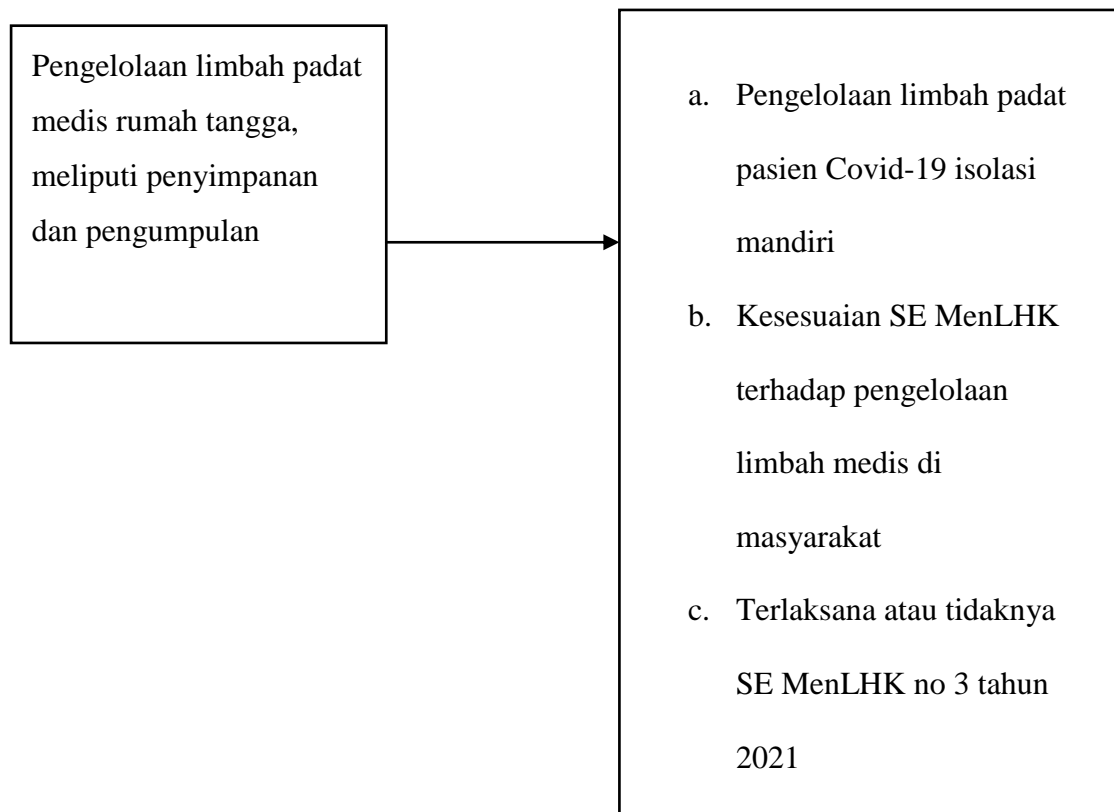 Pengelolaan limbah padat
medis rumah tangga,
meliputi penyimpanan
dan pengumpulan
a. Pengelolaan limbah padat
pasien Covid-19 isolasi
mandiri
b. Kesesuaian SE MenLHK
terhadap pengelolaan
limbah medis di
masyarakat
c. Terlaksana atau tidaknya
SE MenLHK no 3 tahun
2021